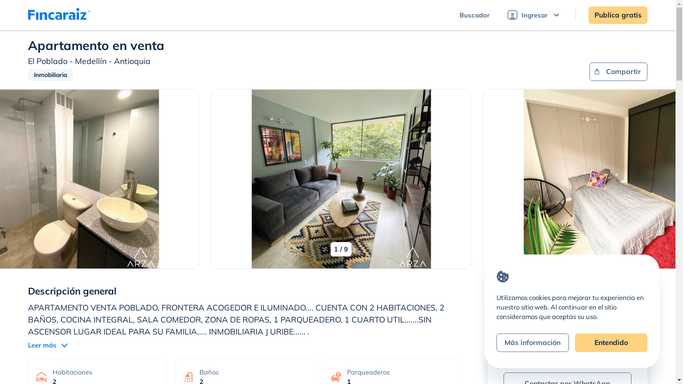 Fincaraiz
Buscador
Ingresar
Publica gratis
Apartamento en venta
El Poblado - Medellín - Antioquia
Inmobiliaria
Compartir
ARZA
1 / 9
ARZA
Descripción general
APARTAMENTO VENTA POBLADO, FRONTERA ACOGEDOR E ILUMINADO.... CUENTA CON 2 HABITACIONES, 2
BAÑOS, COCINA INTEGRAL, SALA COMEDOR, ZONA DE ROPAS, 1 PARQUEADERO, 1 CUARTO UTIL.......SIN
ASCENSOR LUGAR IDEAL PARA SU FAMILIA..... INMOBILIARIA J URIBE...... .
Leer más
Habitaciones
2
Baños
2
Parqueaderos
1
Utilizamos cookies para mejorar tu experiencia en
nuestro sitio web. Al continuar en el sitio
consideramos que aceptas su uso.
Más información
Entendido
Contactar por WhatsApp